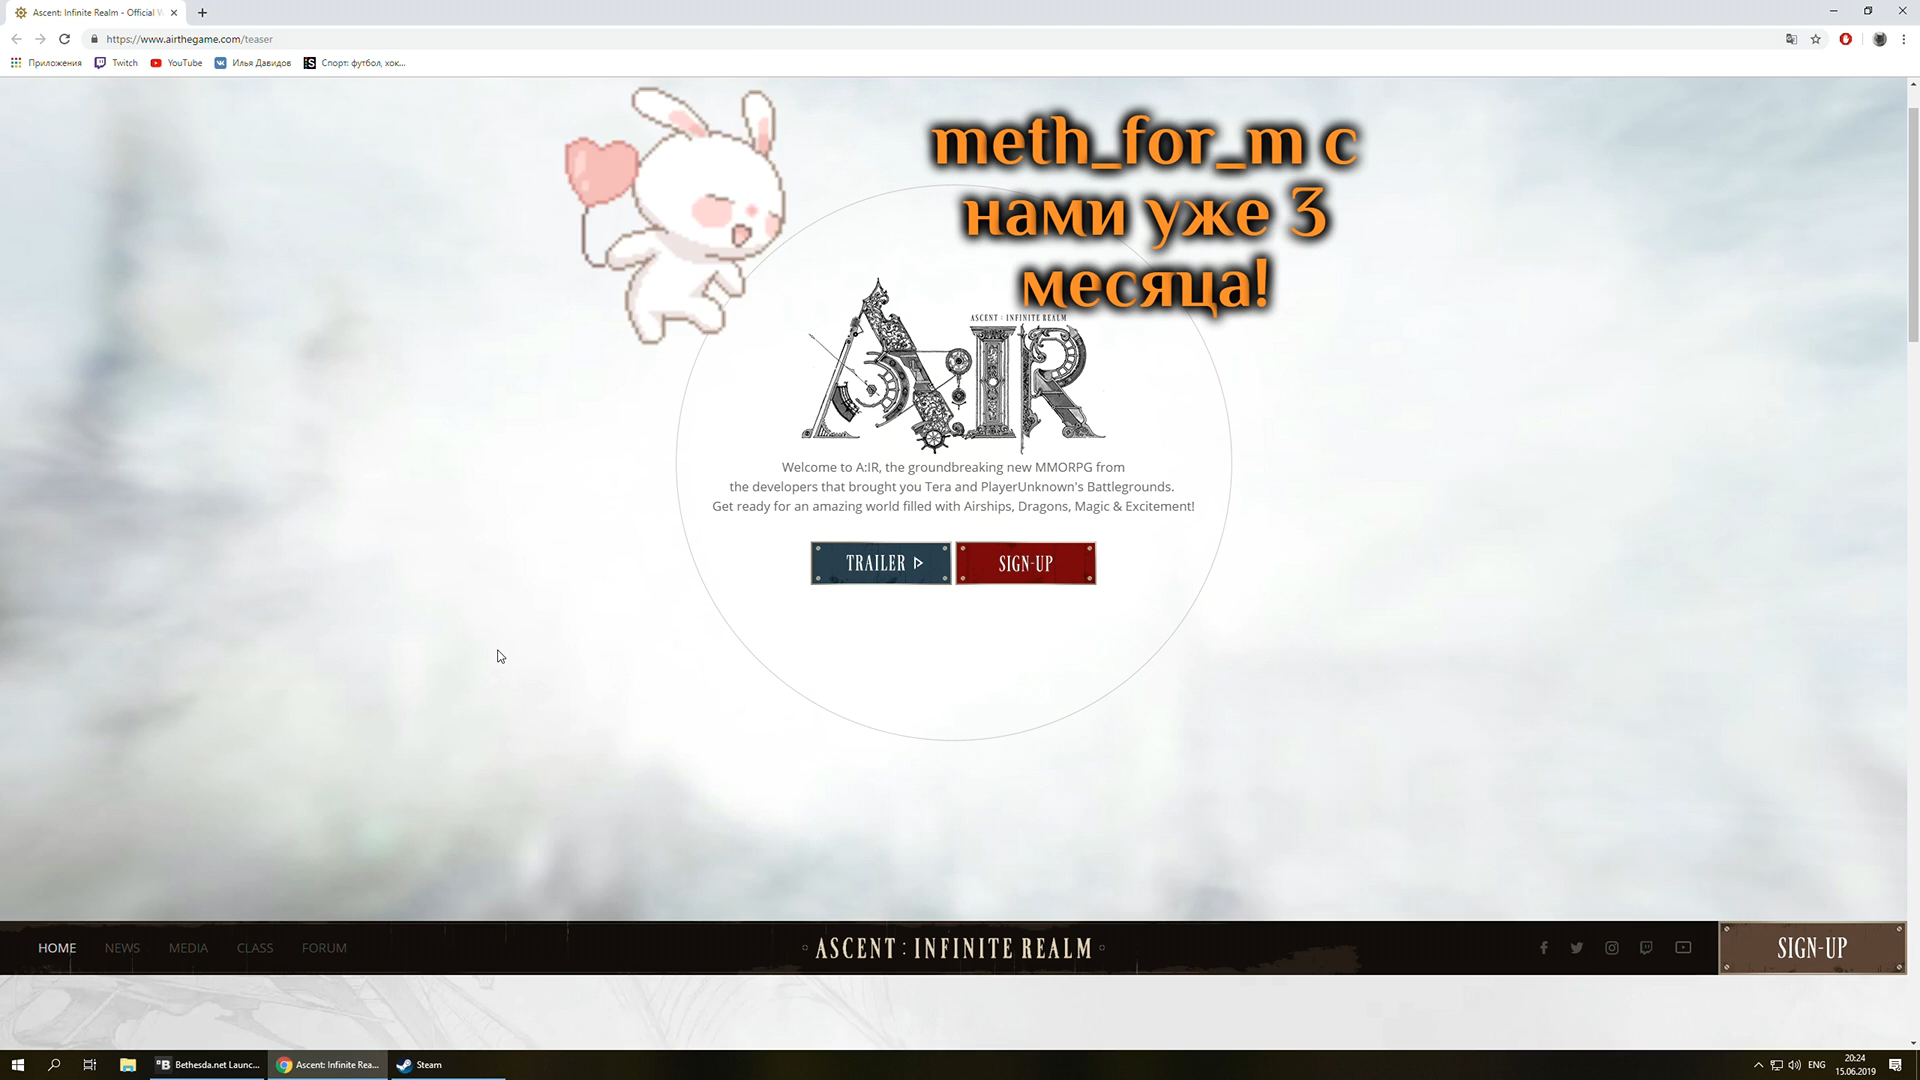 Ascent: Infinite Realm - Official W
https://www.airthegame.com/teaser
Приложения
Twitch
YouTube
Илья Давидов
Спорт: футбол, хок...
meth_for_m с
нами уже 3
месяца!
ASCENT : INFINITE REALM
A:IR
Welcome to A:IR, the groundbreaking new MMORPG from
the developers that brought you Tera and PlayerUnknown's Battlegrounds.
Get ready for an amazing world filled with Airships, Dragons, Magic & Excitement!
TRAILER
SIGN-UP
HOME
NEWS
MEDIA
CLASS
FORUM
ASCENT : INFINITE REALM
SIGN-UP
Bethesda.net Launc...
Ascent: Infinite Rea...
Steam
ENG
20:24
15.06.2019